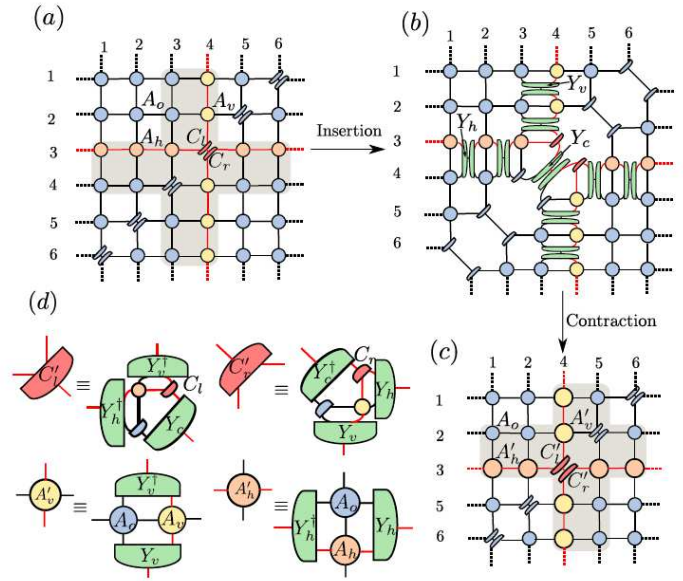 (a)
1 2 3 4 5 6
1
2
3
4
5
6
A_o
A_v
A_h
C_l
C_r
Insertion
(b)
1 2 3 4 5 6
1
2
3
4
5
6
Y_v
Y_h
Y_c
Contraction
(c)
1 2 4 5 6
1
2
3
5
6
A_o
A'_v
A'_h
C'_l
C'_r
(d)
C'_l ≡
Y_v†
Y_h†
C_l
Y_c
C'_r ≡
Y_c†
C_r
Y_h
Y_v
A'_v ≡
Y_v†
A_o
A_v
Y_v
A'_h ≡
A_o
Y_h†
Y_h
A_h